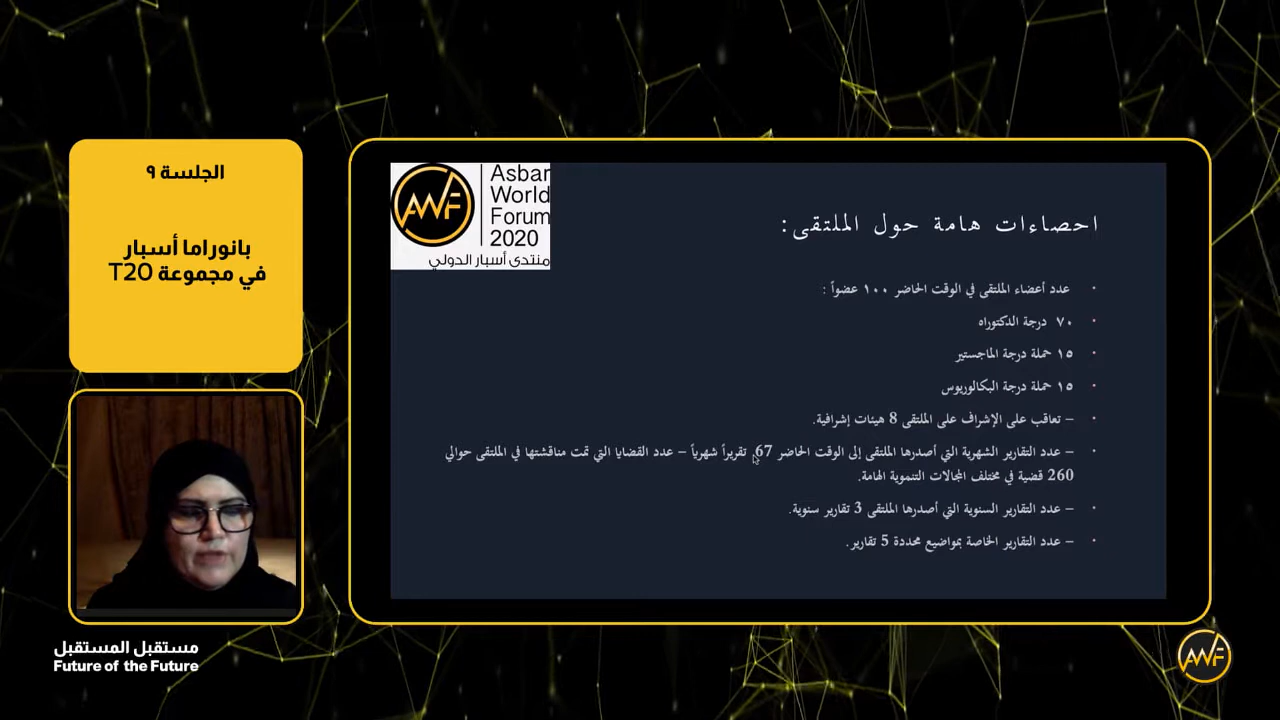 الجلسة ٩
بانوراما أسبار
في مجموعة T20
Asbar
World
Forum
2020
منتدى أسبار الدولي
احصاءات هامة حول الملتقى:
• عدد أعضاء الملتقى في الوقت الحاضر ١٠٠ عضواً :
• ٧٠ درجة الدكتوراه
• ١٥ حملة درجة الماجستير
• ١٥ حملة درجة البكالوريوس
• – تعاقب على الإشراف على الملتقى 8 هيئات إشرافية.
• – عدد التقارير الشهرية التي أصدرها الملتقى إلى الوقت الحاضر 67 تقريراً شهرياً – عدد القضايا التي تمت مناقشتها في الملتقى حوالي
260 قضية في مختلف المجالات التنموية الهامة.
• – عدد التقارير السنوية التي أصدرها الملتقى 3 تقارير سنوية.
• – عدد التقارير الخاصة بمواضيع محددة 5 تقارير.
مستقبل المستقبل
Future of the Future
AWF